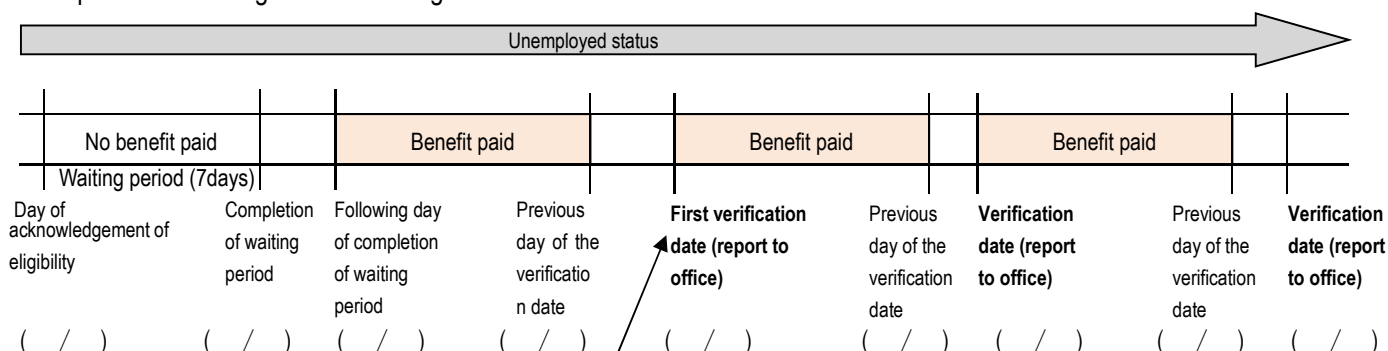 Unemployed status
No benefit paid
Benefit paid
Benefit paid
Benefit paid
Waiting period (7days)
Day of
acknowledgement of
eligibility
Completion
of waiting
period
Following day
of completion
of waiting
period
Previous
day of the
verificatio
n date
First verification
date (report to
office)
Previous
day of the
verification
date
Verification
date (report
to office)
Previous
day of the
verification
date
Verification
date (report
to office)
( / ) ( / ) ( / ) ( / ) ( / ) ( / ) ( / ) ( / ) ( / )